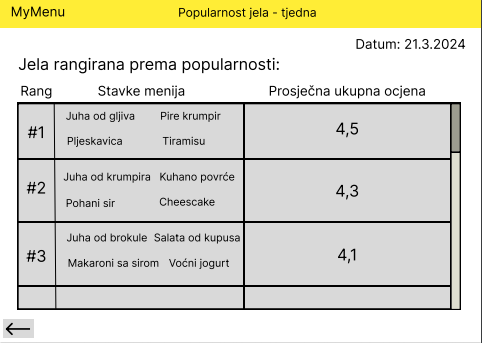 MyMenu Popularnost jela - tjedna
Datum: 21.3.2024
Jela rangirana prema popularnosti:
Rang Stavke menija Prosječna ukupna ocjena
#1
Juha od gljiva Pire krumpir
Pljeskavica Tiramisu
4,5
#2
Juha od krumpira Kuhano povrće
Pohani sir Cheescake
4,3
#3
Juha od brokule Salata od kupusa
Makaroni sa sirom Voćni jogurt
4,1